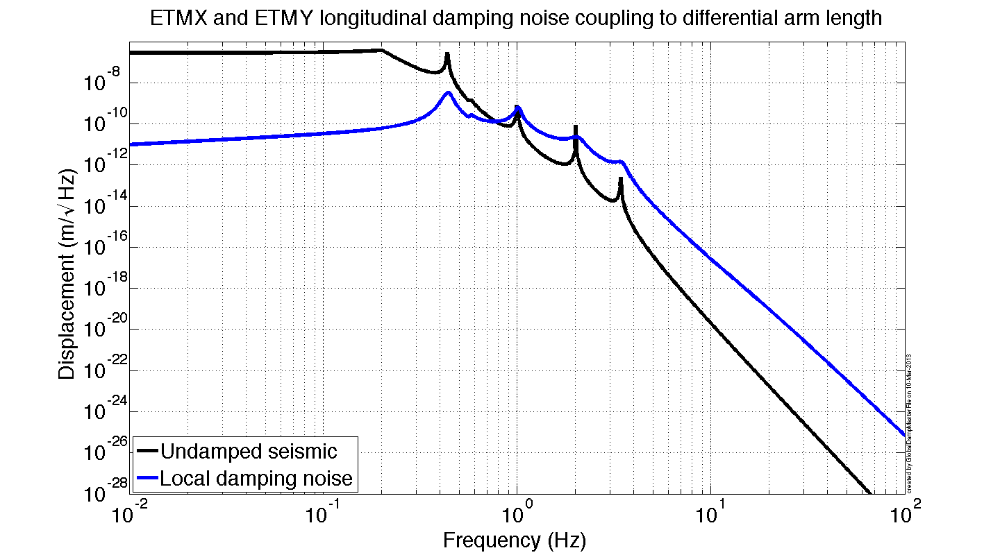 ETMX and ETMY longitudinal damping noise coupling to differential arm length
10^-8
10^-10
10^-12
10^-14
10^-16
10^-18
10^-20
10^-22
10^-24
10^-26
10^-28
Displacement (m/√Hz)
Undamped seismic
Local damping noise
10^-2 10^-1 10^0 10^1 10^2
Frequency (Hz)
created by GlobalDampMasterFile on 10-Mar-2013